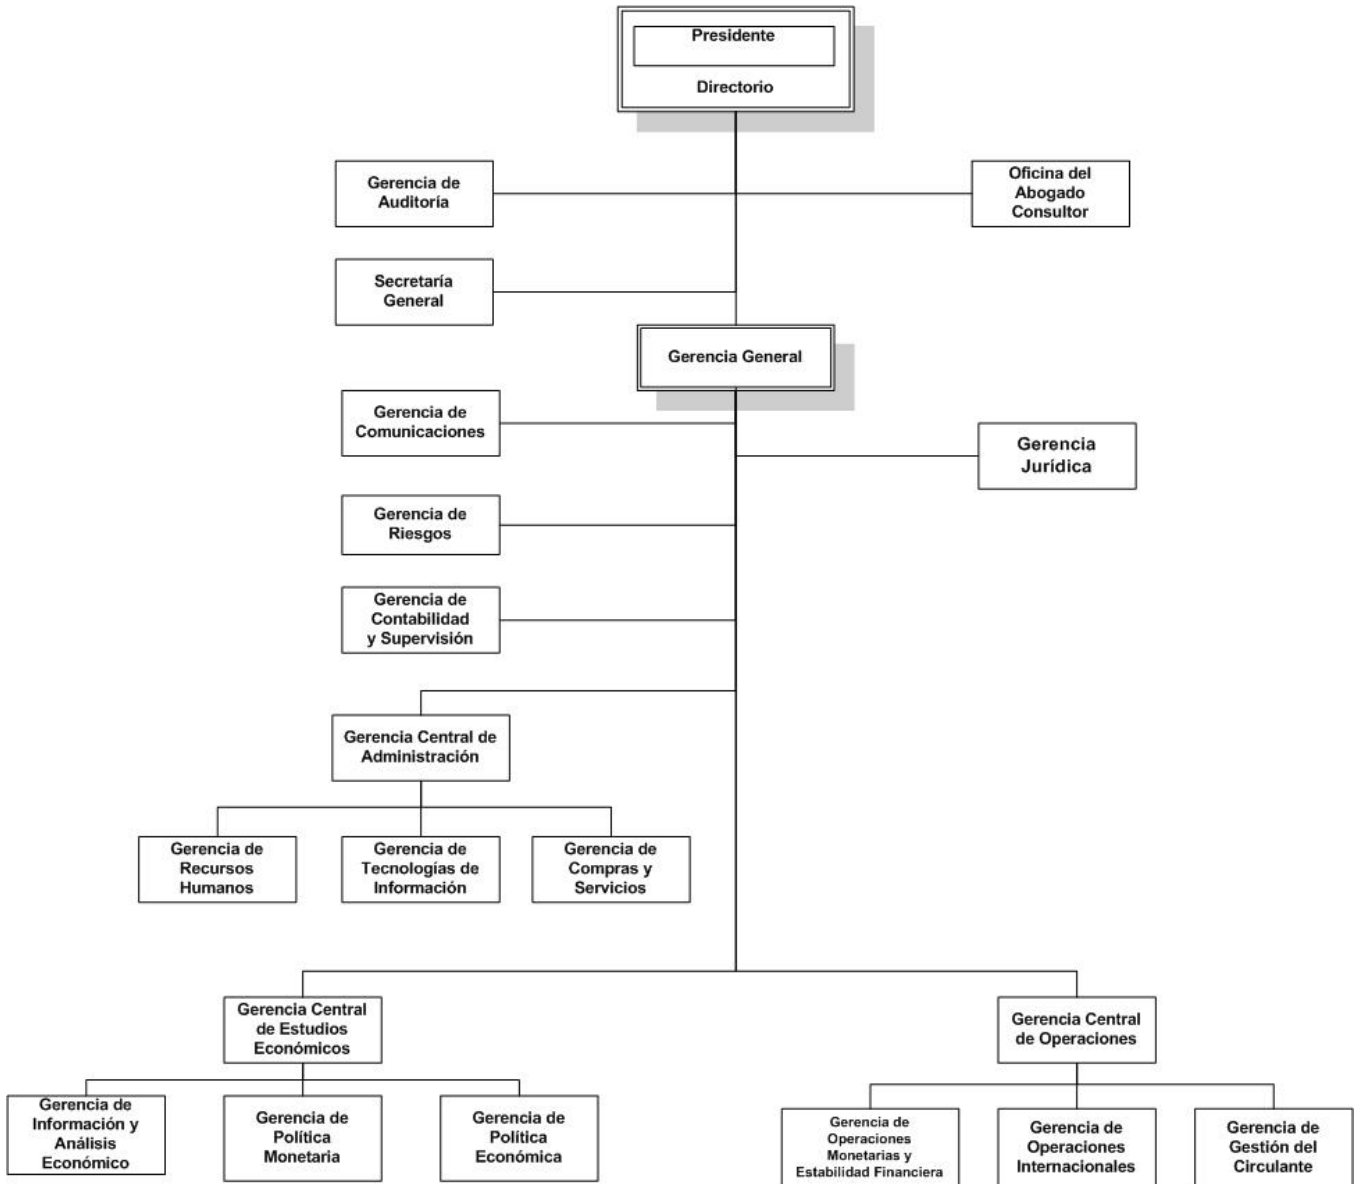 Presidente
Directorio
Gerencia de
Auditoría
Oficina del
Abogado
Consultor
Secretaría
General
Gerencia General
Gerencia de
Comunicaciones
Gerencia
Jurídica
Gerencia de
Riesgos
Gerencia de
Contabilidad
y Supervisión
Gerencia Central de
Administración
Gerencia de
Recursos
Humanos
Gerencia de
Tecnologías de
Información
Gerencia de
Compras y
Servicios
Gerencia Central
de Estudios
Económicos
Gerencia Central
de Operaciones
Gerencia de
Información y
Análisis
Económico
Gerencia de
Política
Monetaria
Gerencia de
Política
Económica
Gerencia de
Operaciones
Monetarias y
Estabilidad Financiera
Gerencia de
Operaciones
Internacionales
Gerencia de
Gestión del
Circulante